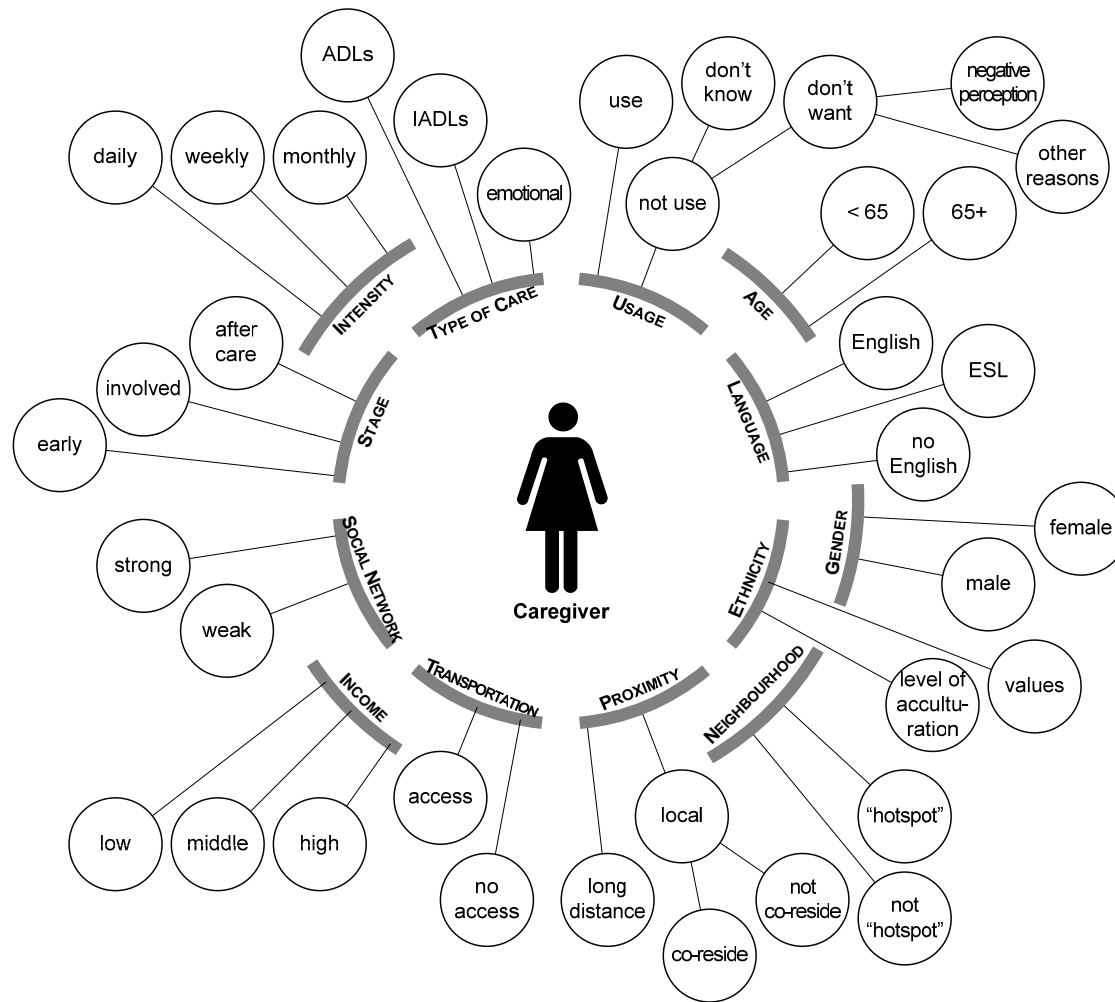 ADLs
IADLs
emotional
TYPE OF CARE
daily
weekly
monthly
INTENSITY
after
care
involved
early
STAGE
strong
weak
SOCIAL NETWORK
low
middle
high
INCOME
access
no
access
TRANSPORTATION
long
distance
local
co-reside
not
co-reside
PROXIMITY
"hotspot"
not
"hotspot"
NEIGHBOURHOOD
level of
accultu-
ration
values
ETHNICITY
female
male
GENDER
English
ESL
no
English
LANGUAGE
< 65
65+
AGE
use
not use
don't
know
don't
want
negative
perception
other
reasons
USAGE
Caregiver